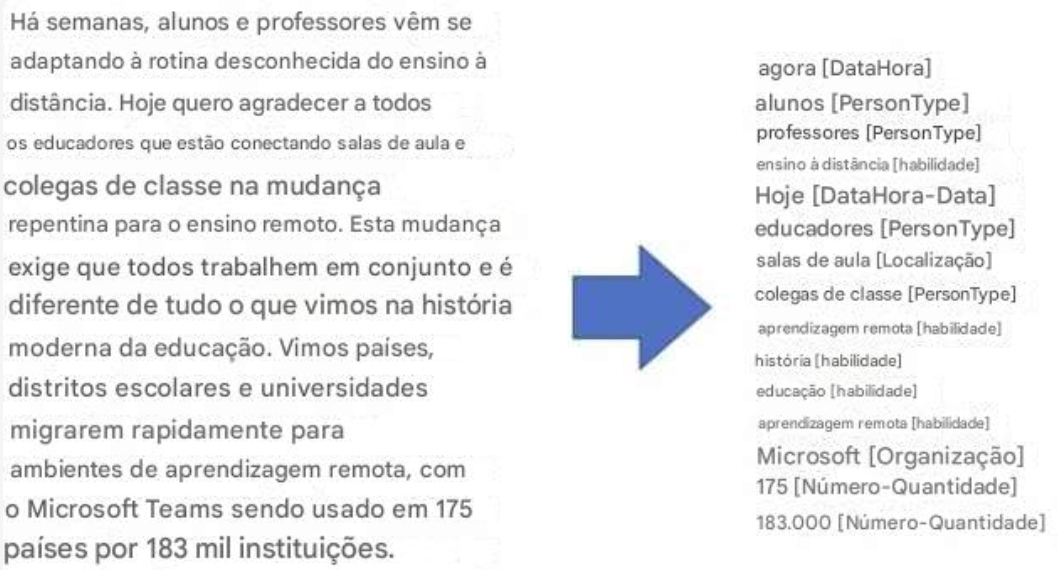 Há semanas, alunos e professores vêm se
adaptando à rotina desconhecida do ensino à
distância. Hoje quero agradecer a todos
os educadores que estão conectando salas de aula e
colegas de classe na mudança
repentina para o ensino remoto. Esta mudança
exige que todos trabalhem em conjunto e é
diferente de tudo o que vimos na história
moderna da educação. Vimos países,
distritos escolares e universidades
migrarem rapidamente para
ambientes de aprendizagem remota, com
o Microsoft Teams sendo usado em 175
países por 183 mil instituições.
agora [DataHora]
alunos [PersonType]
professores [PersonType]
ensino à distância [habilidade]
Hoje [DataHora-Data]
educadores [PersonType]
salas de aula [Localização]
colegas de classe [PersonType]
aprendizagem remota [habilidade]
história [habilidade]
educação [habilidade]
aprendizagem remota [habilidade]
Microsoft [Organização]
175 [Número-Quantidade]
183.000 [Número-Quantidade]